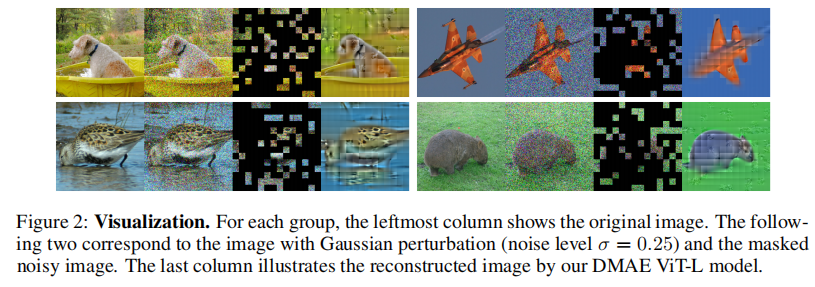 Figure 2: Visualization. For each group, the leftmost column shows the original image. The follow-
ing two correspond to the image with Gaussian perturbation (noise level σ = 0.25) and the masked
noisy image. The last column illustrates the reconstructed image by our DMAE ViT-L model.